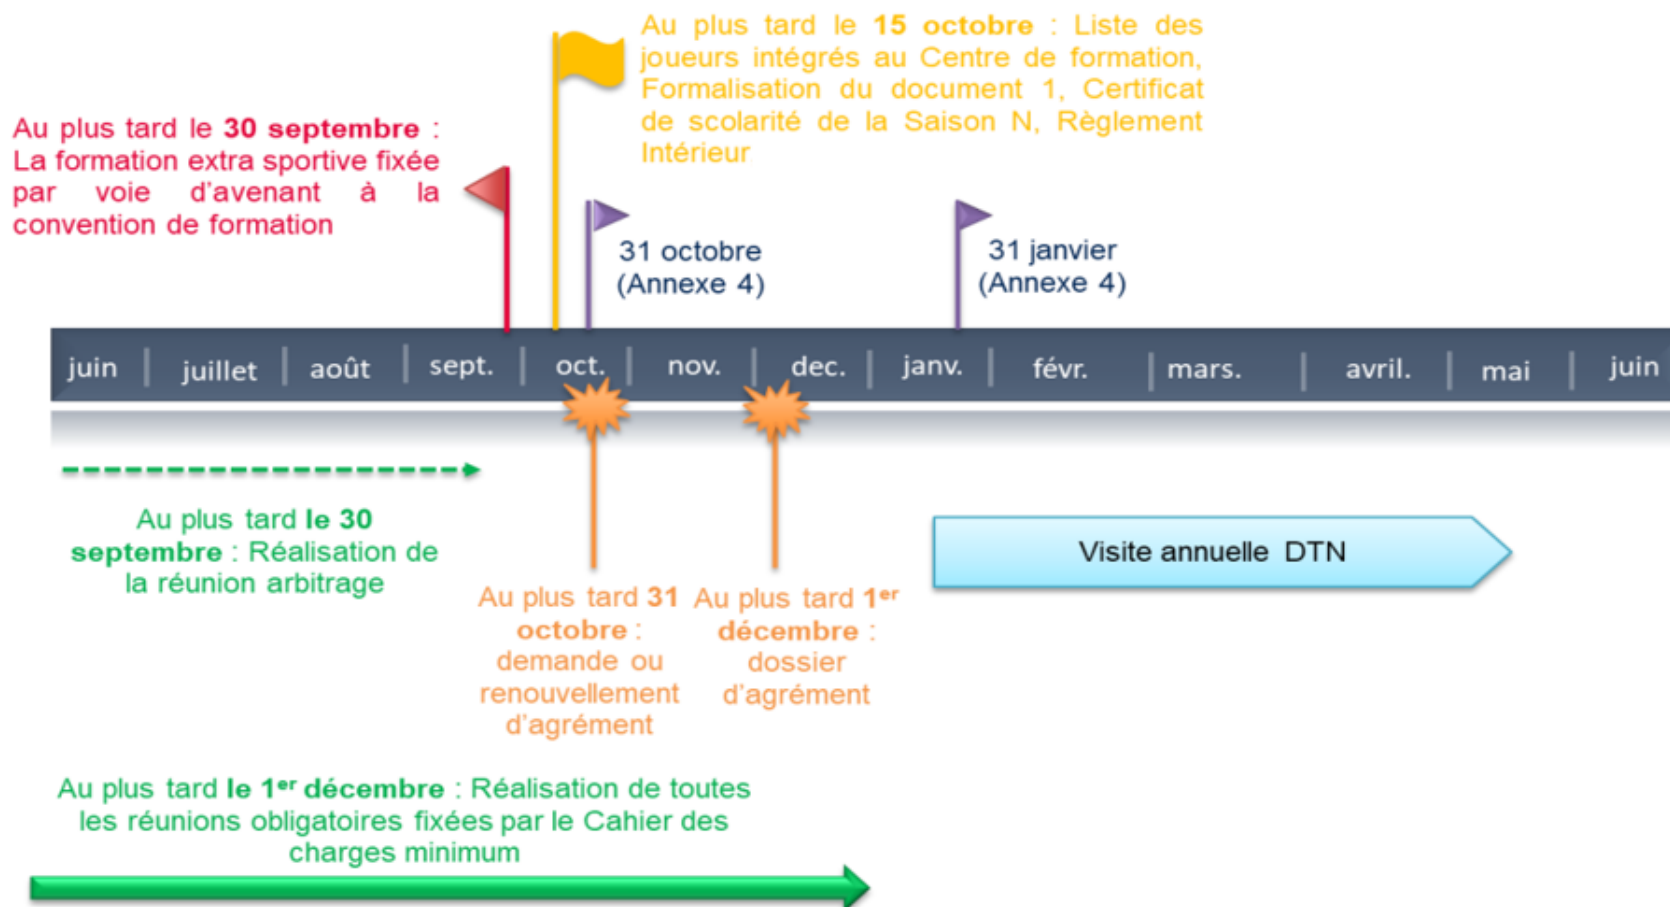 Au plus tard le 15 octobre : Liste des
joueurs intégrés au Centre de formation,
Formalisation du document 1, Certificat
de scolarité de la Saison N, Règlement
Intérieur
Au plus tard le 30 septembre :
La formation extra sportive fixée
par voie d'avenant à la
convention de formation
31 octobre
(Annexe 4)
31 janvier
(Annexe 4)
juin juillet août sept. oct. nov. dec. janv. févr. mars. avril. mai juin
Au plus tard le 30
septembre : Réalisation de
la réunion arbitrage
Visite annuelle DTN
Au plus tard 31
octobre :
demande ou
renouvellement
d'agrément
Au plus tard 1er
décembre :
dossier
d'agrément
Au plus tard le 1er décembre : Réalisation de toutes
les réunions obligatoires fixées par le Cahier des
charges minimum